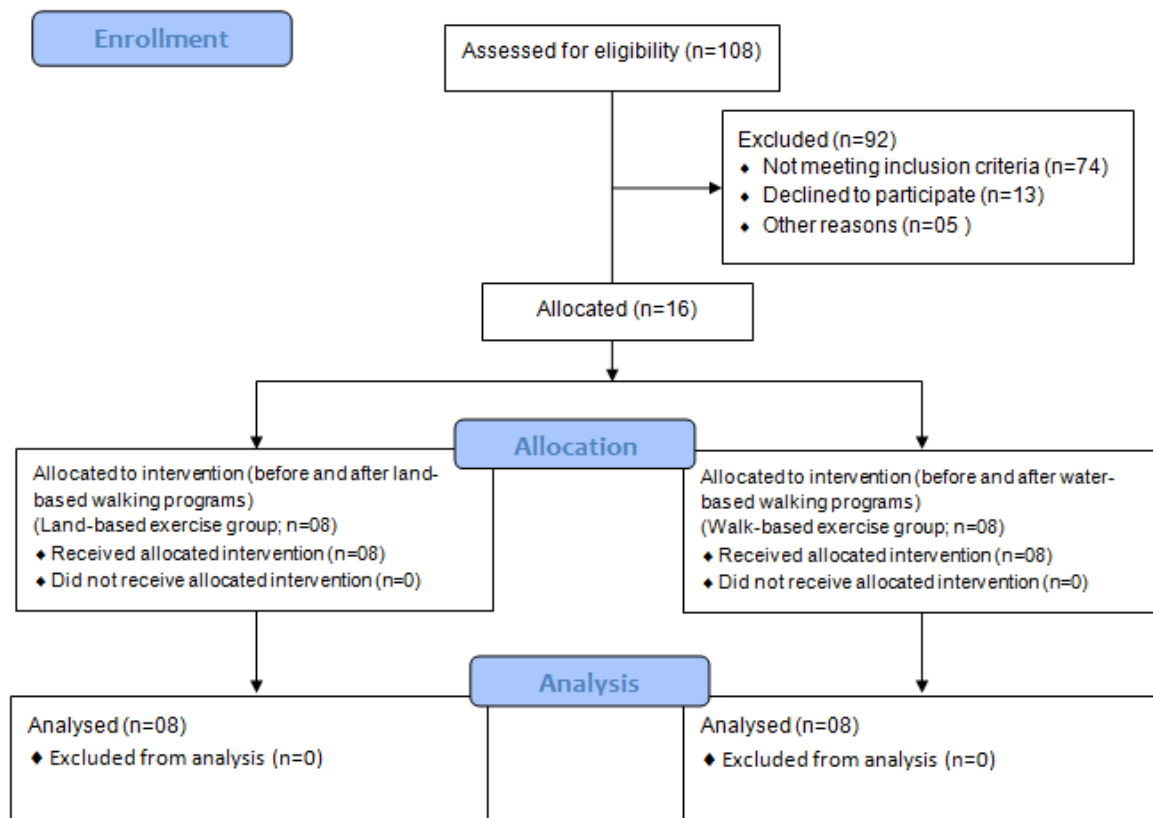 Enrollment
Assessed for eligibility (n=108)
Excluded (n=92)
♦ Not meeting inclusion criteria (n=74)
♦ Declined to participate (n=13)
♦ Other reasons (n=05 )
Allocated (n=16)
Allocation
Allocated to intervention (before and after land-
based walking programs)
(Land-based exercise group; n=08)
♦ Received allocated intervention (n=08)
♦ Did not receive allocated intervention (n=0)
Allocated to intervention (before and after water-
based walking programs)
(Walk-based exercise group; n=08)
♦ Received allocated intervention (n=08)
♦ Did not receive allocated intervention (n=0)
Analysis
Analysed (n=08)
♦ Excluded from analysis (n=0)
Analysed (n=08)
♦ Excluded from analysis (n=0)